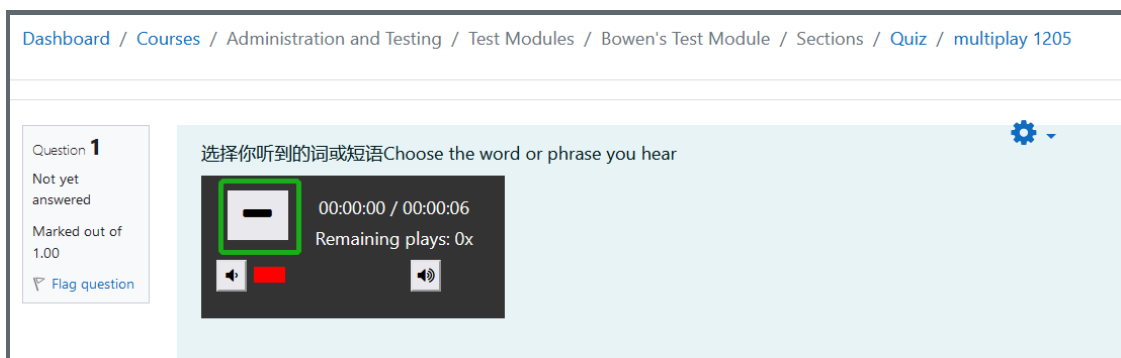 Dashboard / Courses / Administration and Testing / Test Modules / Bowen's Test Module / Sections / Quiz / multiplay 1205
Question 1
Not yet
answered
Marked out of
1.00
Flag question
选择你听到的词或短语Choose the word or phrase you hear
00:00:00 / 00:00:06
Remaining plays: 0x